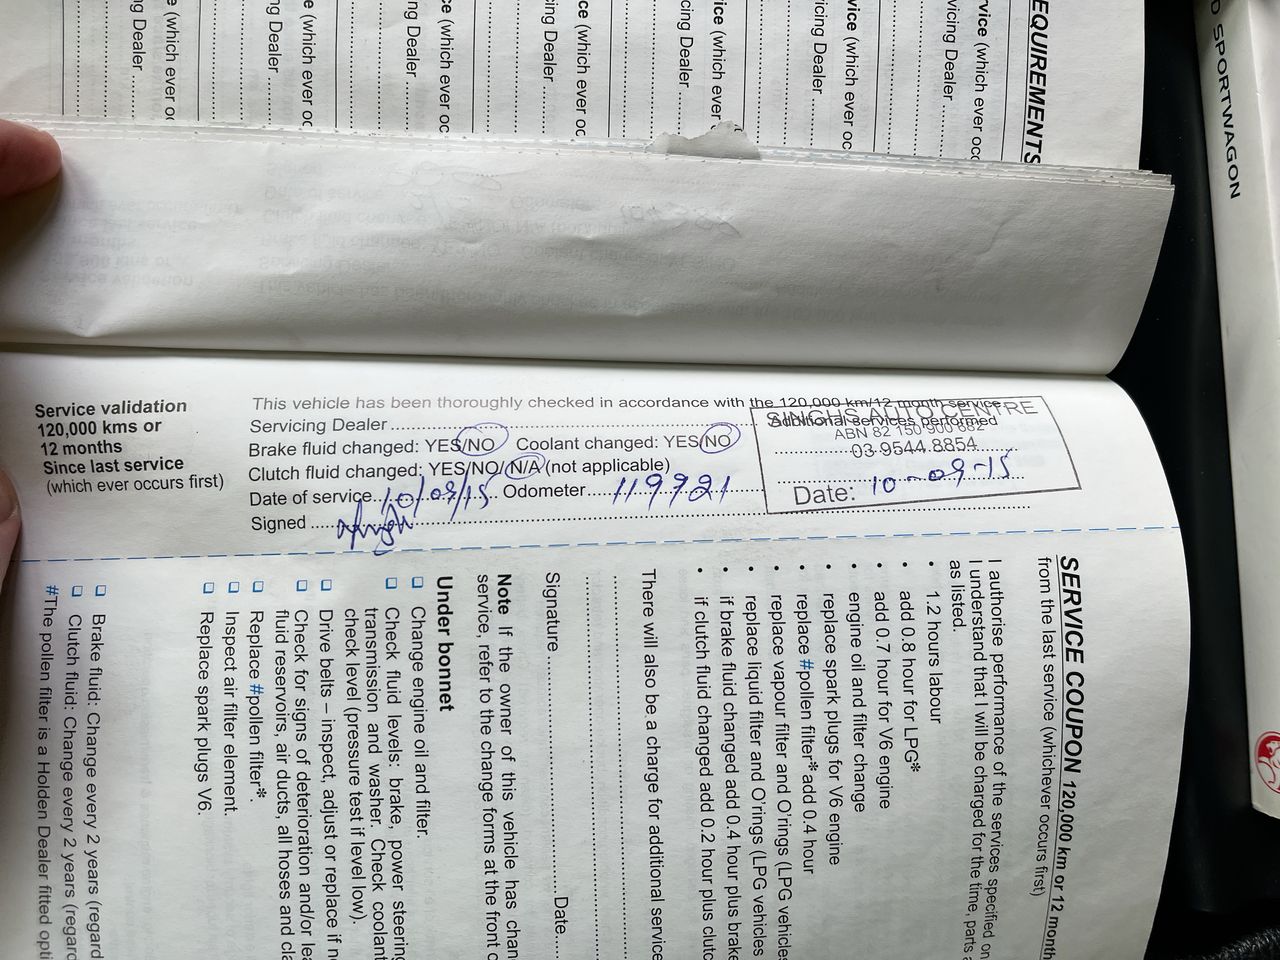 EQUIREMENTS
SPORTWAGON
Service validation
120,000 kms or
12 months
Since last service
(which ever occurs first)
This vehicle has been thoroughly checked in accordance with the 120,000 km/12 month service
Servicing Dealer
Additional services performed
Brake fluid changed: YES/NO Coolant changed: YES/NO
Clutch fluid changed: YES/NO/N/A (not applicable)
Date of service 10/09/15 Odometer 119721
Signed
SINGHS AUTO CENTRE
ABN 82 150 903 662
03 9544 8854
Date: 10-09-15
SERVICE COUPON 120,000 km or 12 month
from the last service (whichever occurs first)
I authorise performance of the services specified on
I understand that I will be charged for the time, parts
as listed.
• 1.2 hours labour
• add 0.8 hour for LPG*
• add 0.7 hour for V6 engine
• engine oil and filter change
• replace spark plugs for V6 engine
• replace #pollen filter* add 0.4 hour
• replace vapour filter and O'rings (LPG vehicles
• replace liquid filter and O'rings (LPG vehicles
• if brake fluid changed add 0.4 hour plus brake
• if clutch fluid changed add 0.2 hour plus clutc
There will also be a charge for additional service
Signature Date
Note If the owner of this vehicle has chan
service, refer to the change forms at the front o
Under bonnet
Change engine oil and filter.
Check fluid levels: brake, power steering
transmission and washer. Check coolant
check level (pressure test if level low).
Drive belts – inspect, adjust or replace if n
Check for signs of deterioration and/or lea
fluid reservoirs, air ducts, all hoses and cla
Replace #pollen filter*.
Inspect air filter element.
Replace spark plugs V6.
Brake fluid: Change every 2 years (regard
Clutch fluid: Change every 2 years (regard
#The pollen filter is a Holden Dealer fitted opti